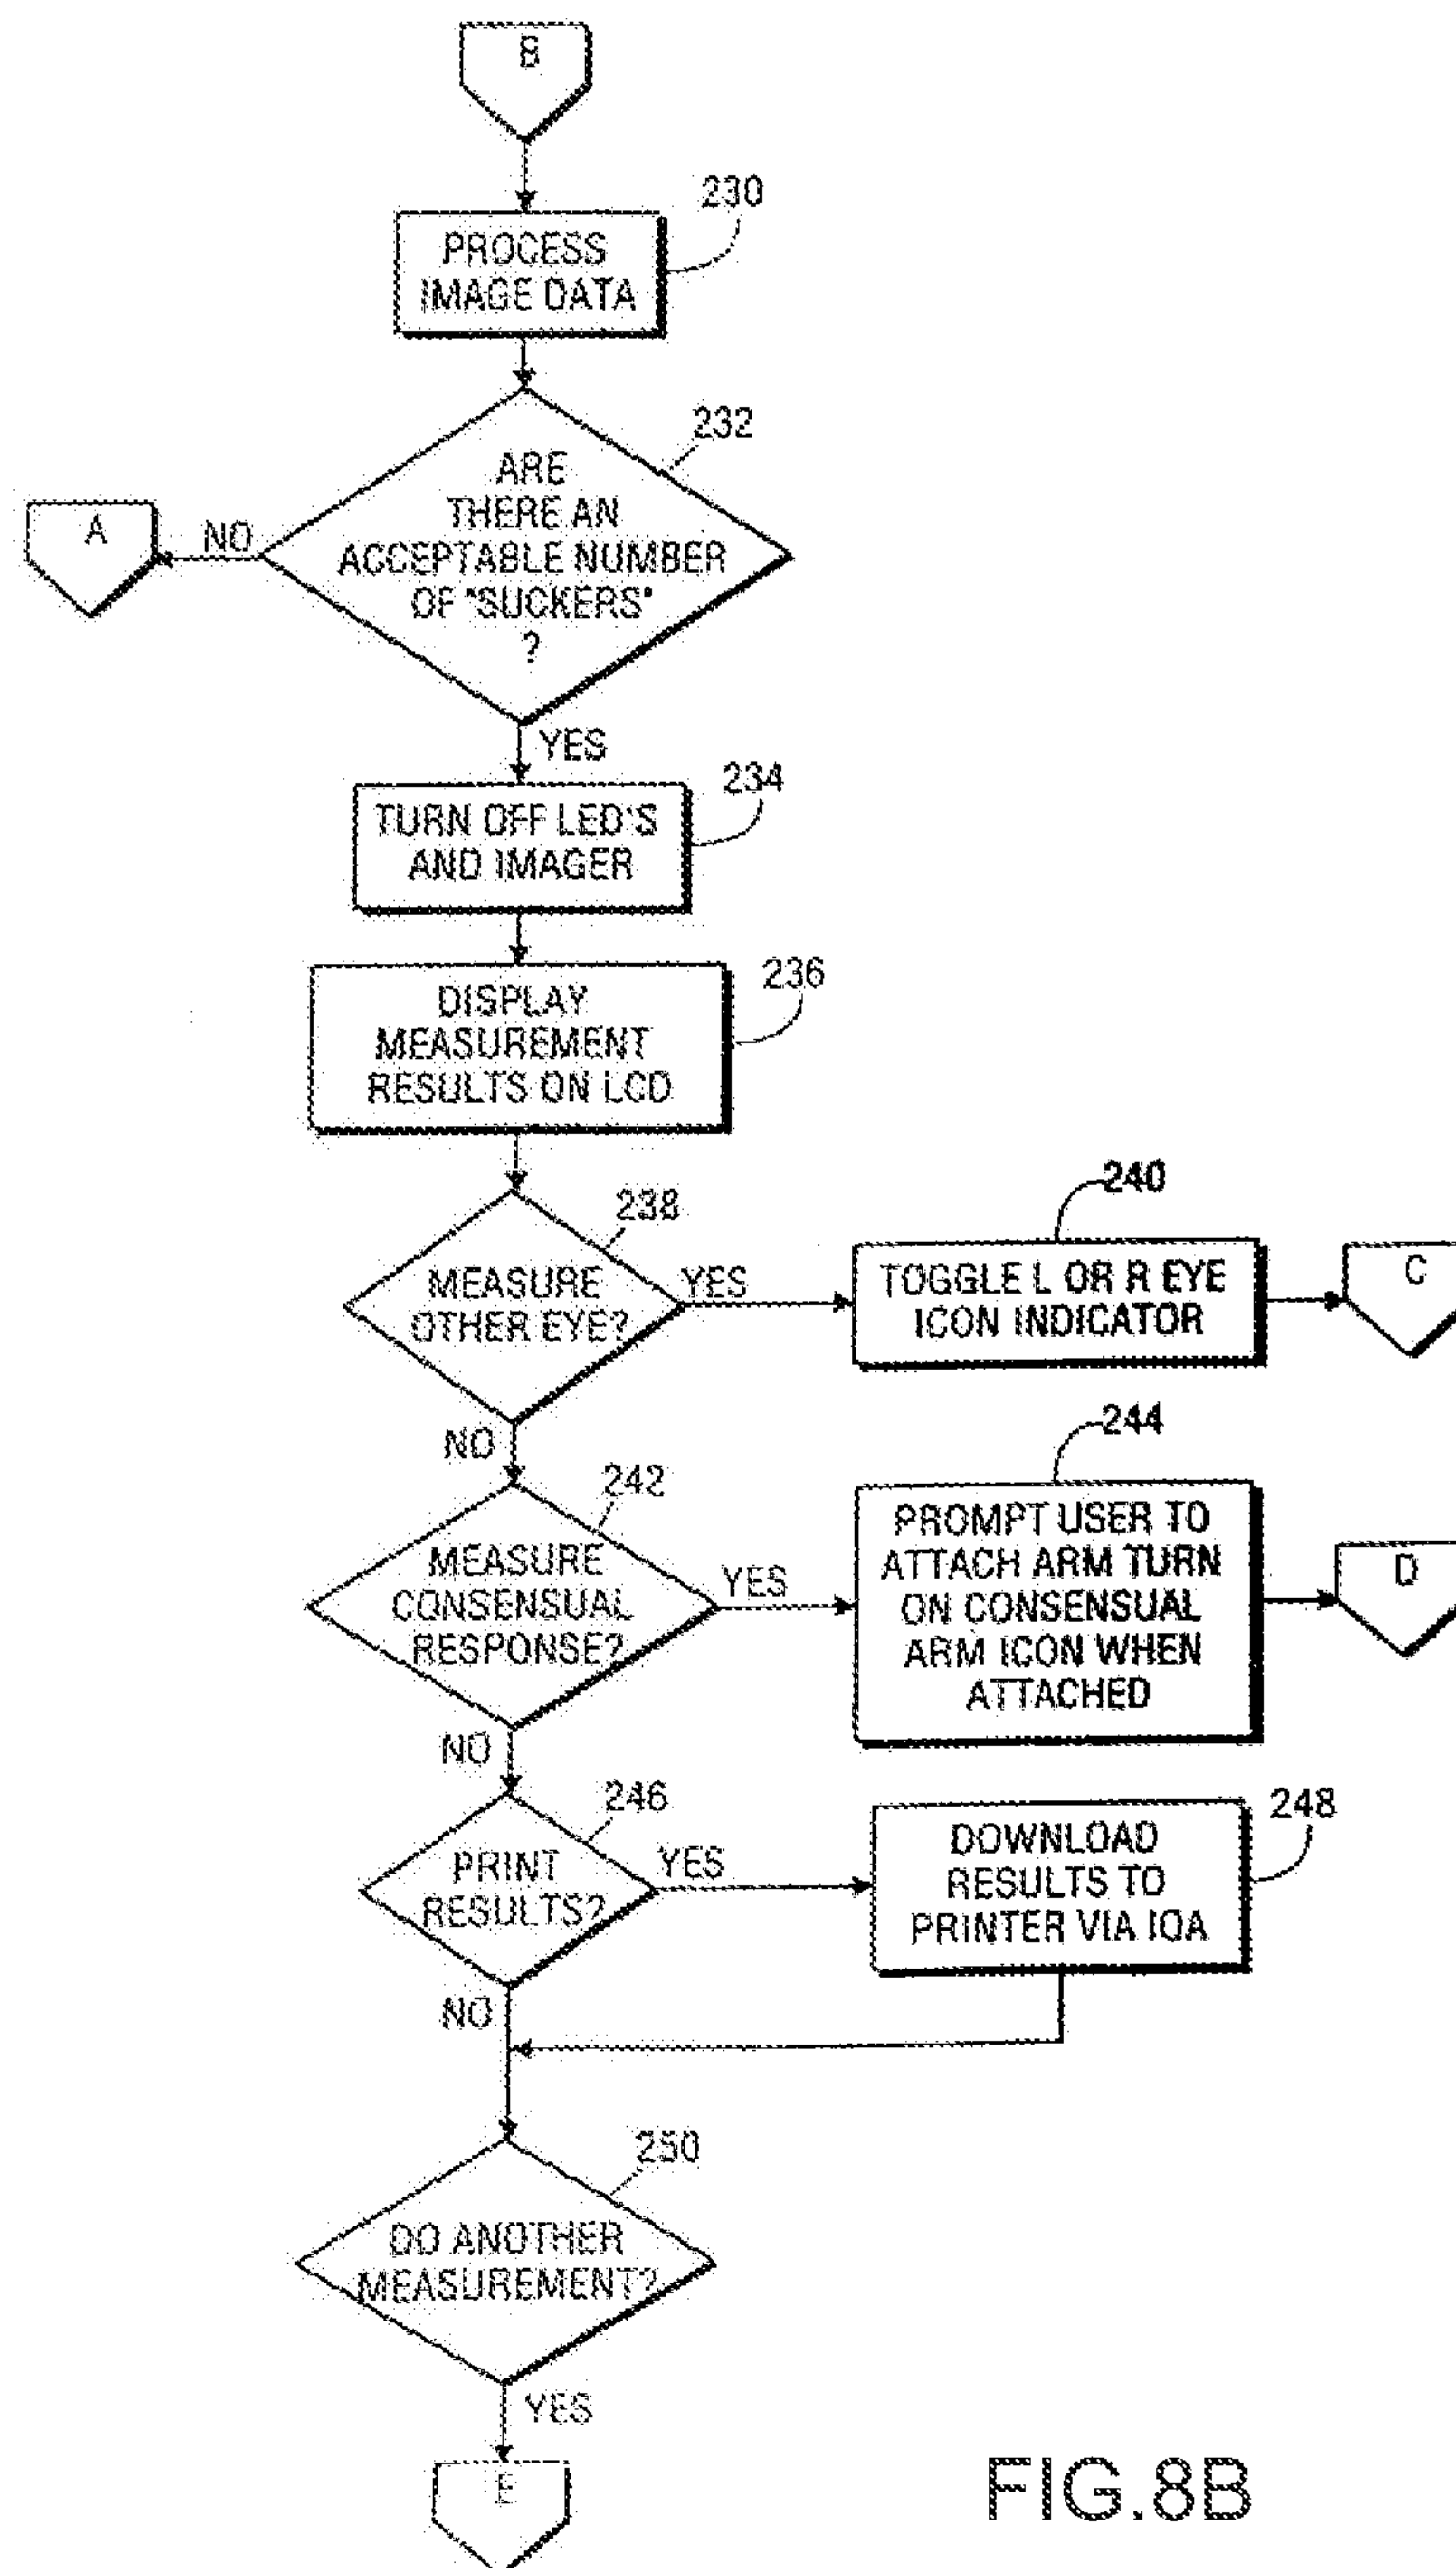 B
230
PROCESS
IMAGE DATA
232
ARE
THERE AN
ACCEPTABLE NUMBER
OF "SUCKERS"
?
A
NO
YES
234
TURN OFF LED'S
AND IMAGER
236
DISPLAY
MEASUREMENT
RESULTS ON LCD
238
MEASURE
OTHER EYE?
YES
240
TOGGLE L OR R EYE
ICON INDICATOR
C
NO
242
MEASURE
CONSENSUAL
RESPONSE?
YES
244
PROMPT USER TO
ATTACH ARM TURN
ON CONSENSUAL
ARM ICON WHEN
ATTACHED
D
NO
246
PRINT
RESULTS?
YES
248
DOWNLOAD
RESULTS TO
PRINTER VIA IOA
NO
250
DO ANOTHER
MEASUREMENT?
YES
E
FIG.8B